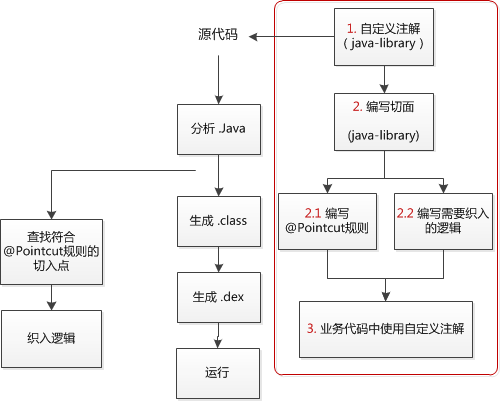 源代码
1. 自定义注解
( java-library )
分析 .Java
2. 编写切面
(java-library)
生成 .class
查找符合
@Pointcut规则的
切入点
2.1 编写
@Pointcut规则
2.2 编写需要织入
的逻辑
生成 .dex
织入逻辑
3. 业务代码中使用自定义注解
运行